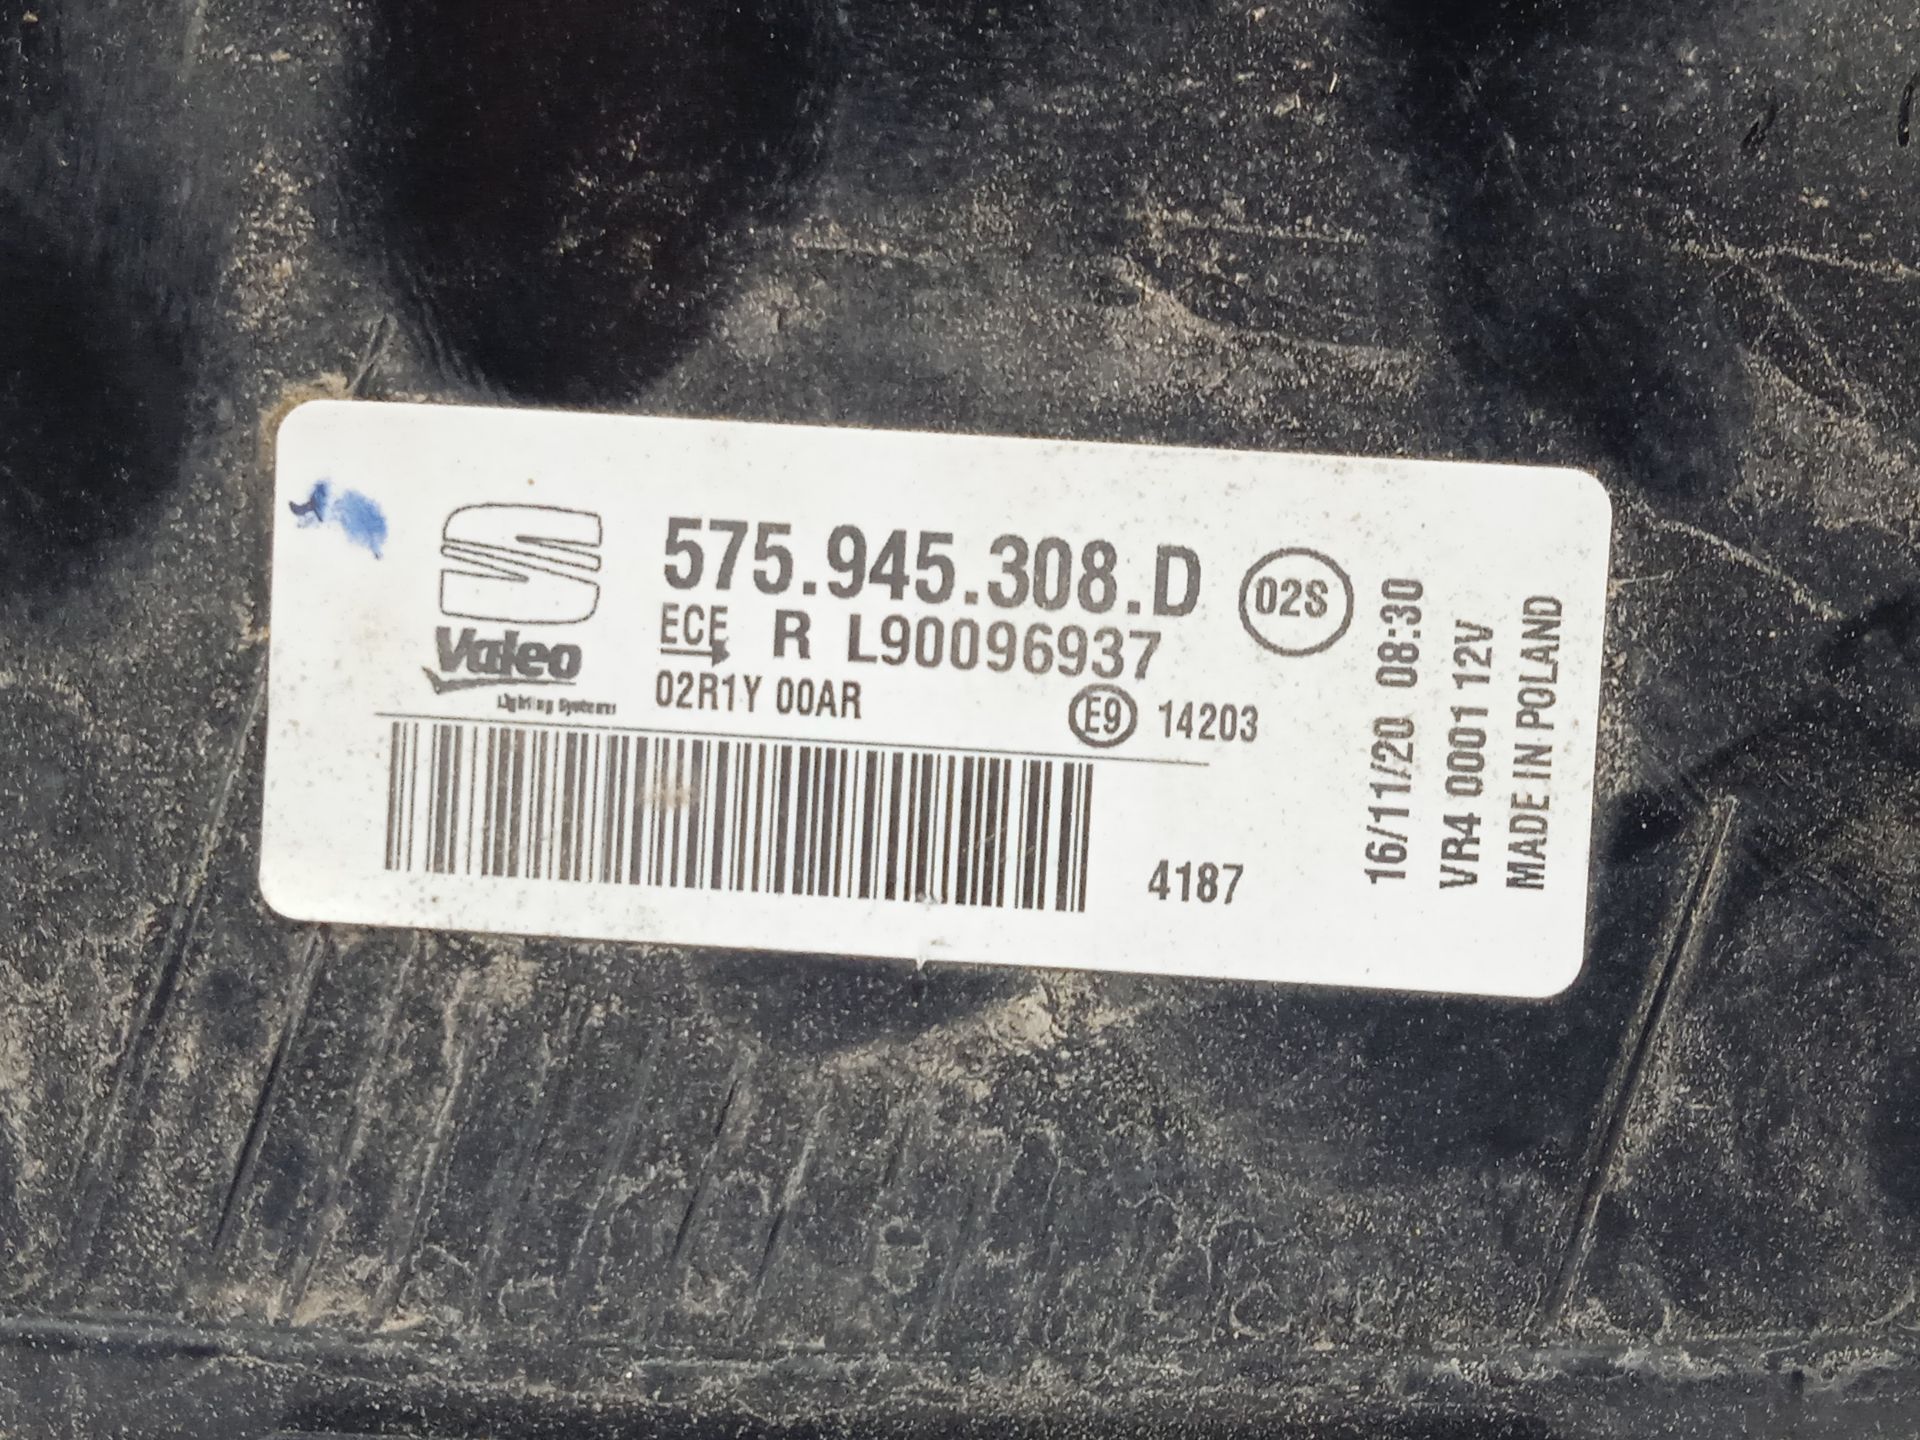 575.945.308.D
02S
ECE R L90096937
Valeo
Lighting Systems
02R1Y 00AR
E9 14203
4187
16/11/20 08:30
VR4 0001 12V
MADE IN POLAND